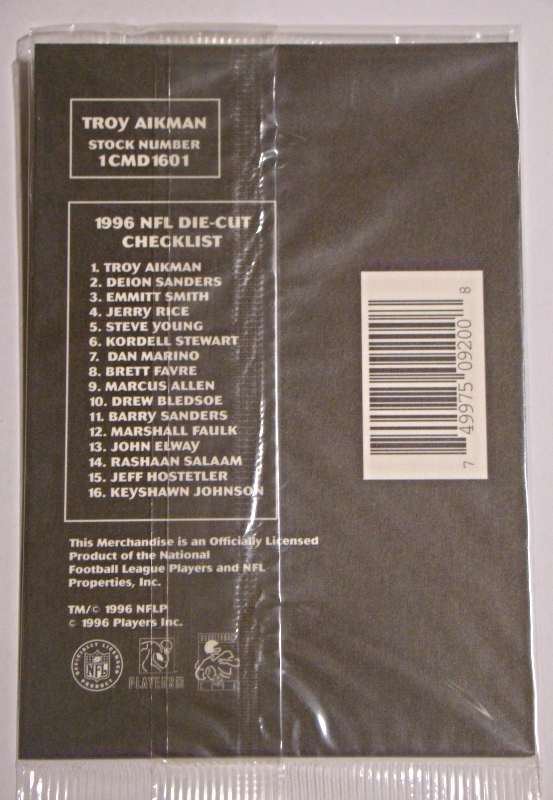 TROY AIKMAN
STOCK NUMBER
1CMD1601
1996 NFL DIE-CUT
CHECKLIST
1. TROY AIKMAN
2. DEION SANDERS
3. EMMITT SMITH
4. JERRY RICE
5. STEVE YOUNG
6. KORDELL STEWART
7. DAN MARINO
8. BRETT FAVRE
9. MARCUS ALLEN
10. DREW BLEDSOE
11. BARRY SANDERS
12. MARSHALL FAULK
13. JOHN ELWAY
14. RASHAAN SALAAM
15. JEFF HOSTETLER
16. KEYSHAWN JOHNSON
This Merchandise is an Officially Licensed
Product of the National
Football League Players and NFL
Properties, Inc.
TM/© 1996 NFLP
© 1996 Players Inc.
OFFICIALLY LICENSED
NFL
PRODUCT
PLAYERS
7 49975 09200 8